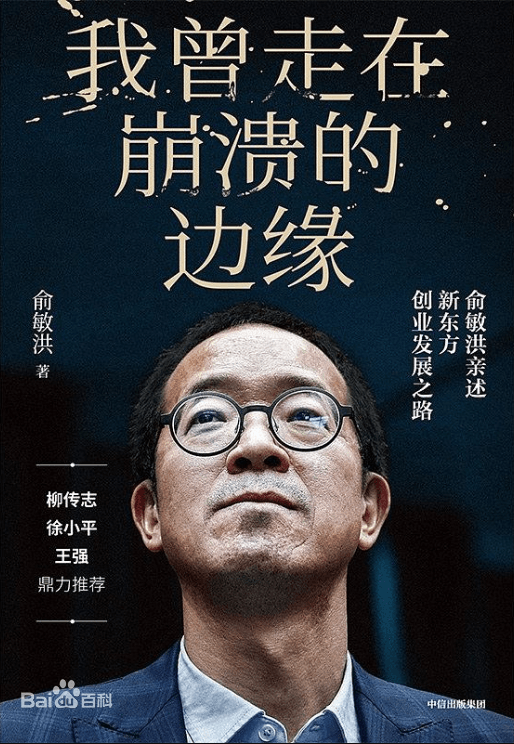 我曾走在
崩溃的
边缘
俞敏洪 著
俞敏洪亲述
新东方
创业发展之路
柳传志
徐小平
王强
鼎力推荐
Baidu百科
中信出版集团